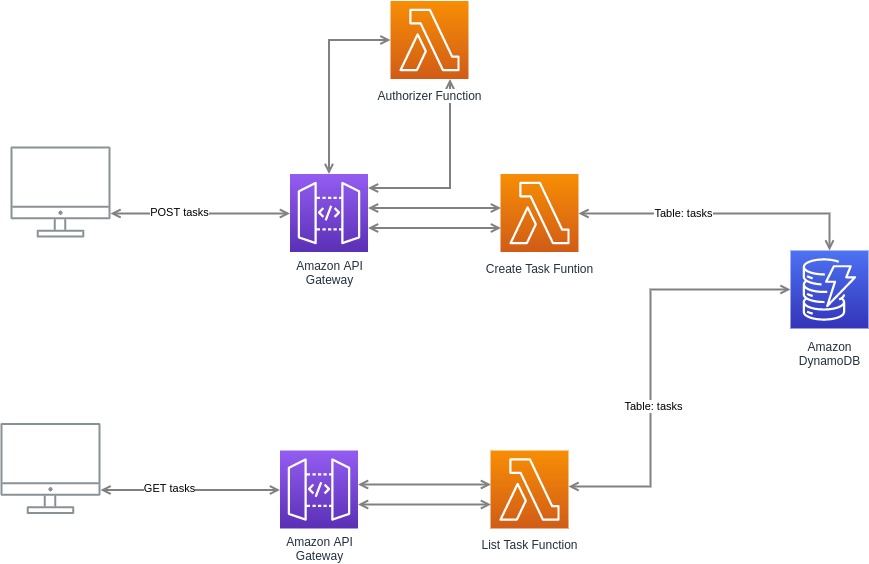 Authorizer Function
POST tasks
Table: tasks
Amazon API
Gateway
Create Task Funtion
Amazon
DynamoDB
Table: tasks
GET tasks
Amazon API
Gateway
List Task Function